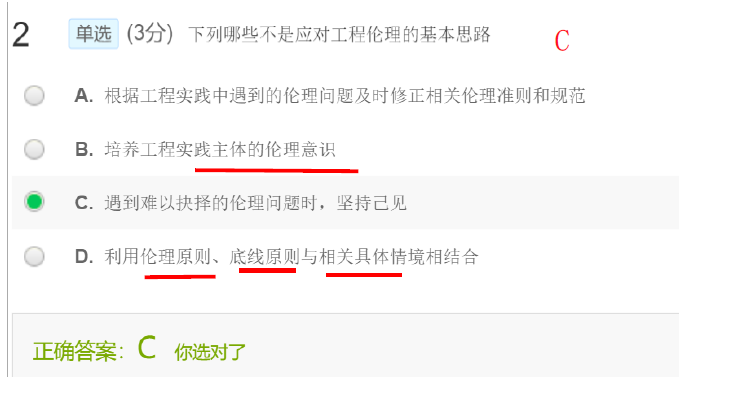 2 单选 (3分) 下列哪些不是应对工程伦理的基本思路 C
A. 根据工程实践中遇到的伦理问题及时修正相关伦理准则和规范
B. 培养工程实践主体的伦理意识
C. 遇到难以抉择的伦理问题时，坚持己见
D. 利用伦理原则、底线原则与相关具体情境相结合
正确答案：C 你选对了